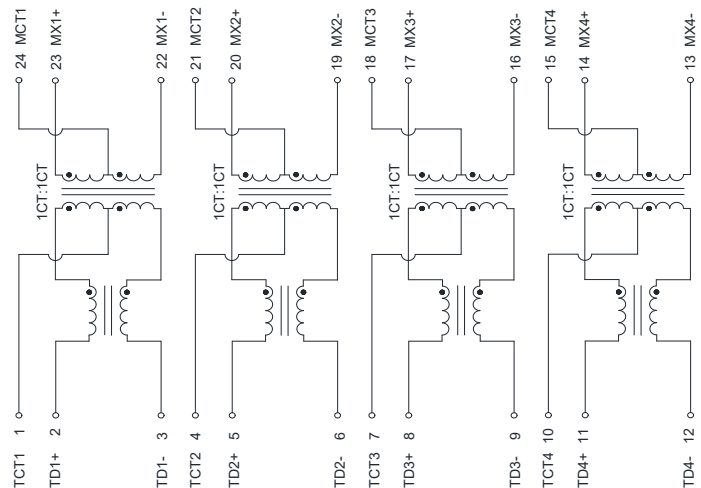 24 MCT1
23 MX1+
22 MX1-
21 MCT2
20 MX2+
19 MX2-
18 MCT3
17 MX3+
16 MX3-
15 MCT4
14 MX4+
13 MX4-
1CT:1CT
1CT:1CT
1CT:1CT
1CT:1CT
TCT1 1
TD1+ 2
TD1- 3
TCT2 4
TD2+ 5
TD2- 6
TCT3 7
TD3+ 8
TD3- 9
TCT4 10
TD4+ 11
TD4- 12